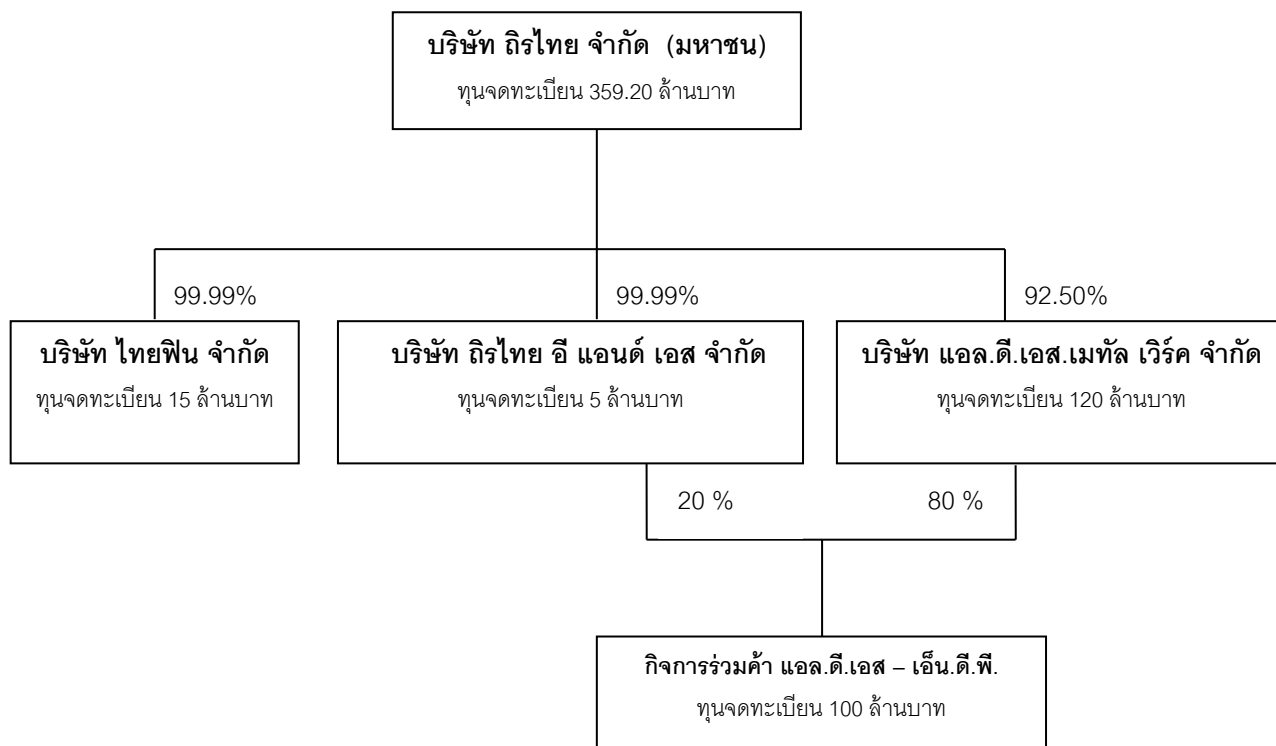 บริษัท ถิรไทย จำกัด (มหาชน)
ทุนจดทะเบียน 359.20 ล้านบาท
99.99%
99.99%
92.50%
บริษัท ไทยฟิน จำกัด
ทุนจดทะเบียน 15 ล้านบาท
บริษัท ถิรไทย อี แอนด์ เอส จำกัด
ทุนจดทะเบียน 5 ล้านบาท
บริษัท แอล.ดี.เอส.เมทัล เวิร์ค จำกัด
ทุนจดทะเบียน 120 ล้านบาท
20 %
80 %
กิจการร่วมค้า แอล.ดี.เอส – เอ็น.ดี.พี.
ทุนจดทะเบียน 100 ล้านบาท